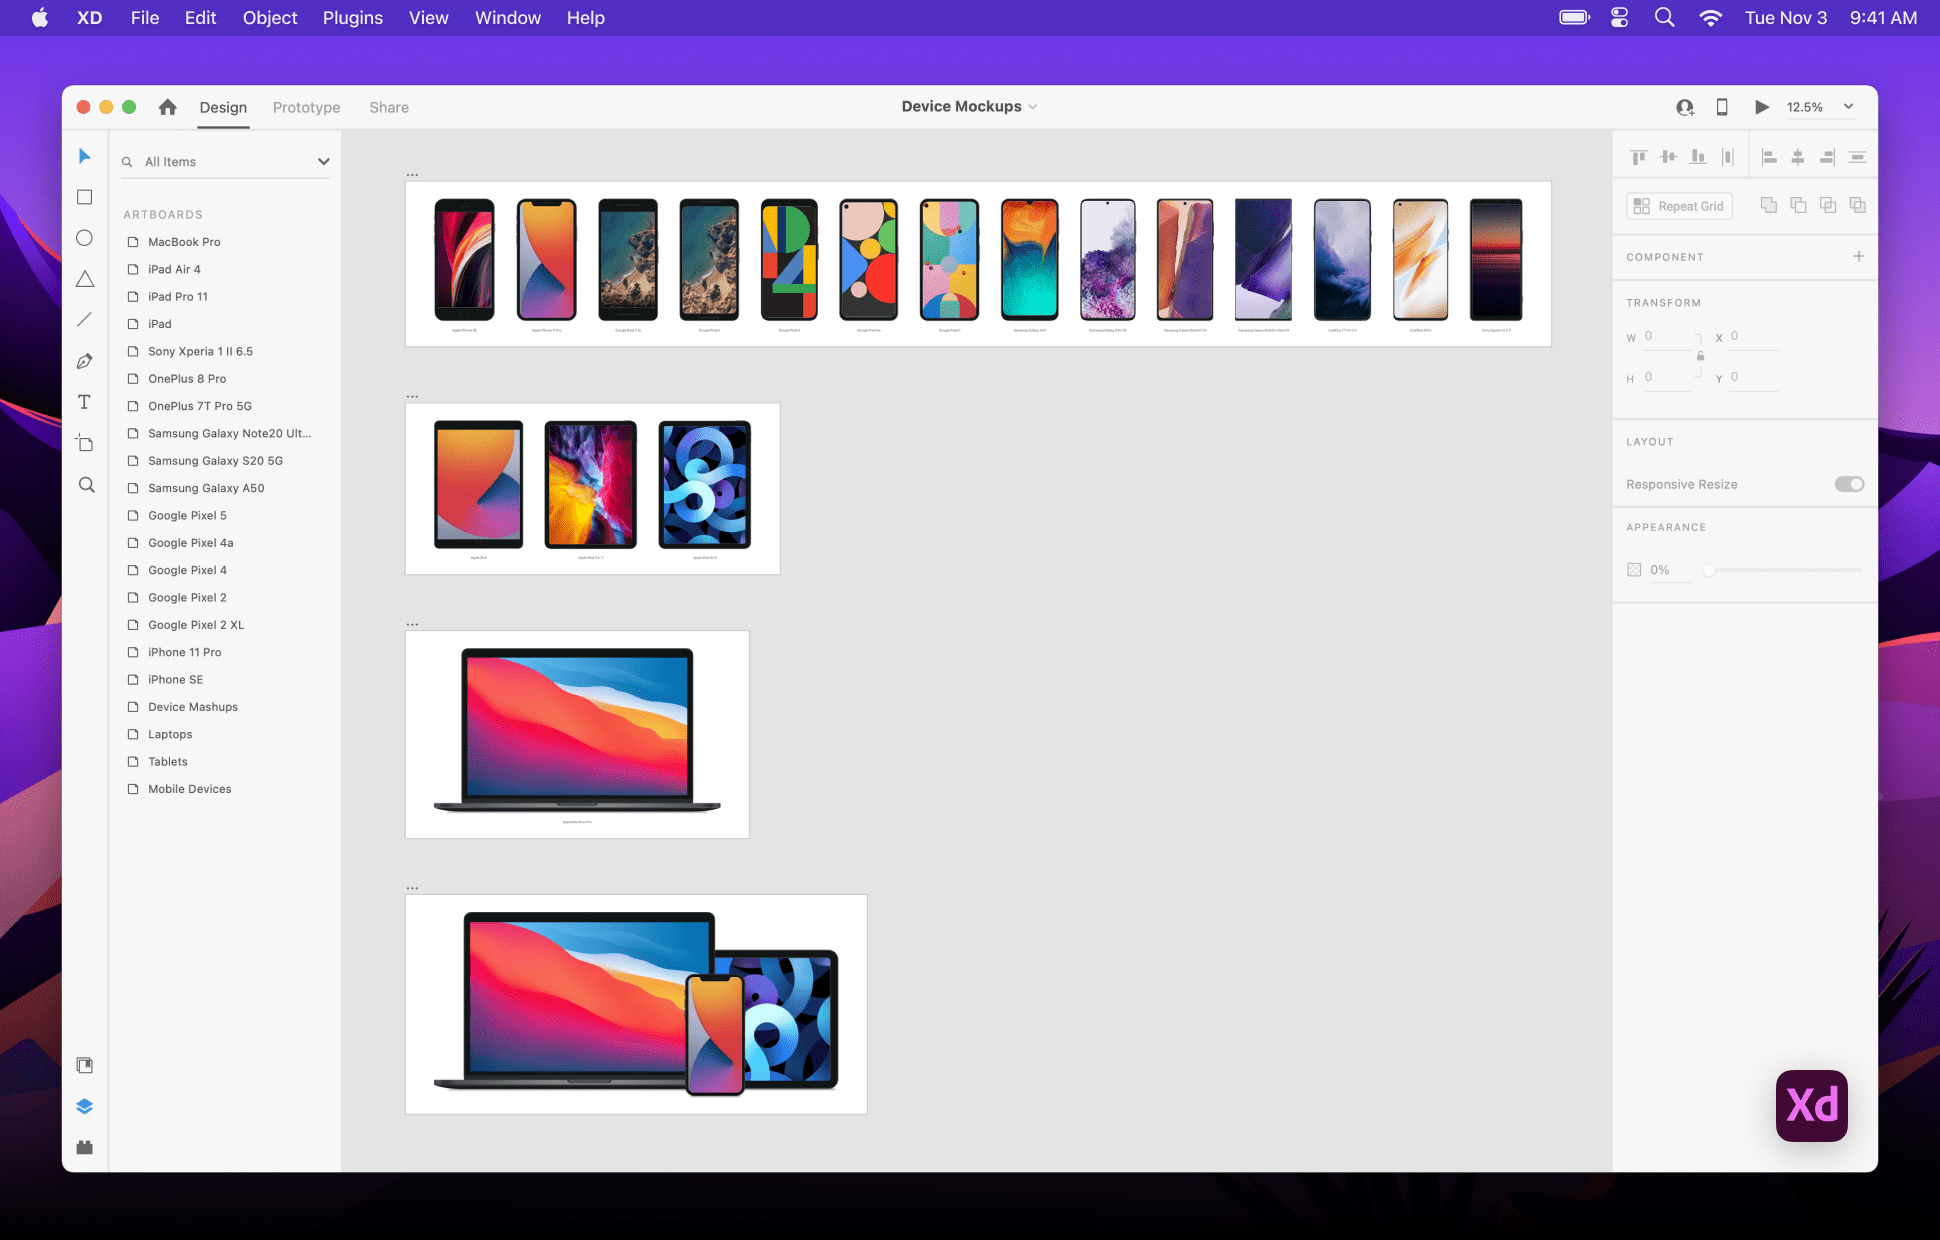 XD File Edit Object Plugins View Window Help Tue Nov 3 9:41 AM
Design Prototype Share Device Mockups 12.5%
All Items
ARTBOARDS
MacBook Pro
iPad Air 4
iPad Pro 11
iPad
Sony Xperia 1 II 6.5
OnePlus 8 Pro
OnePlus 7T Pro 5G
Samsung Galaxy Note20 Ult...
Samsung Galaxy S20 5G
Samsung Galaxy A50
Google Pixel 5
Google Pixel 4a
Google Pixel 4
Google Pixel 2
Google Pixel 2 XL
iPhone 11 Pro
iPhone SE
Device Mashups
Laptops
Tablets
Mobile Devices
...
...
...
Apple MacBook Pro
...
Repeat Grid
COMPONENT
TRANSFORM
W 0 X 0
H 0 Y 0
LAYOUT
Responsive Resize
APPEARANCE
0%
Xd